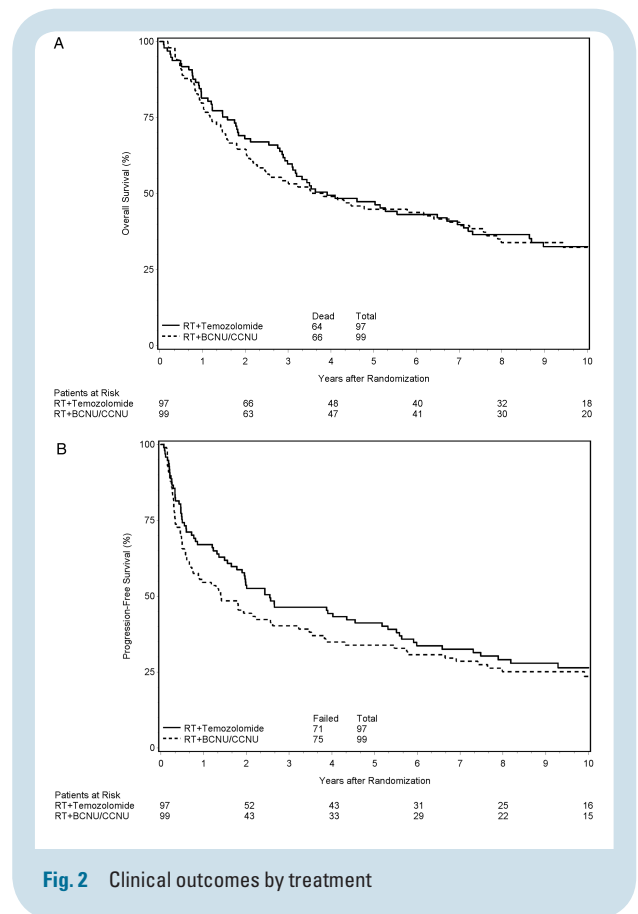 A
Overall Survival (%)
100
75
50
25
0
Dead Total
RT+Temozolomide 64 97
RT+BCNU/CCNU 66 99
0 1 2 3 4 5 6 7 8 9 10
Years after Randomization
Patients at Risk
RT+Temozolomide 97 66 48 40 32 18
RT+BCNU/CCNU 99 63 47 41 30 20
B
Progression-Free Survival (%)
100
75
50
25
0
Failed Total
RT+Temozolomide 71 97
RT+BCNU/CCNU 75 99
0 1 2 3 4 5 6 7 8 9 10
Years after Randomization
Patients at Risk
RT+Temozolomide 97 52 43 31 25 16
RT+BCNU/CCNU 99 43 33 29 22 15
Fig. 2 Clinical outcomes by treatment